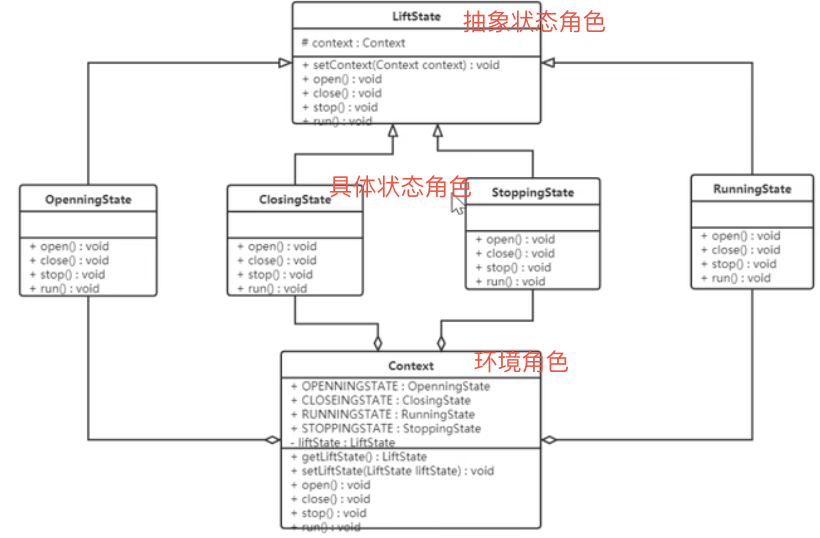 LiftState
抽象状态角色
# context : Context
+ setContext(Context context) : void
+ open() : void
+ close() : void
+ stop() : void
+ run() : void
OpenningState
+ open() : void
+ close() : void
+ stop() : void
+ run() : void
ClosingState
具体状态角色
+ open() : void
+ close() : void
+ stop() : void
+ run() : void
StoppingState
+ open() : void
+ close() : void
+ stop() : void
+ run() : void
RunningState
+ open() : void
+ close() : void
+ stop() : void
+ run() : void
Context
环境角色
+ OPENNINGSTATE : OpenningState
+ CLOSEINGSTATE : ClosingState
+ RUNNINGSTATE : RunningState
+ STOPPINGSTATE : StoppingState
- liftState : LiftState
+ getLiftState() : LiftState
+ setLiftState(LiftState liftState) : void
+ open() : void
+ close() : void
+ stop() : void
+ run() : void